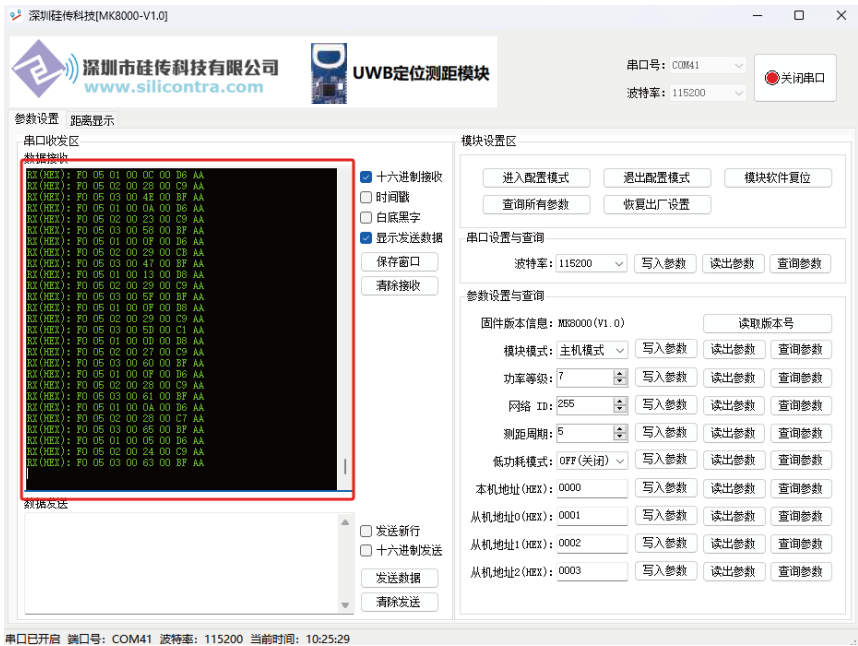 深圳硅传科技[MK8000-V1.0]
深圳市硅传科技有限公司
www.silicontra.com
UWB定位测距模块
串口号: COM41
波特率: 115200
关闭串口
参数设置 距离显示
串口收发区
数据接收
RX(HEX): F0 05 01 00 0C 00 D6 AA
RX(HEX): F0 05 02 00 28 00 C9 AA
RX(HEX): F0 05 03 00 4E 00 BF AA
RX(HEX): F0 05 01 00 0A 00 D6 AA
RX(HEX): F0 05 02 00 23 00 C9 AA
RX(HEX): F0 05 03 00 58 00 BF AA
RX(HEX): F0 05 01 00 0F 00 D6 AA
RX(HEX): F0 05 02 00 29 00 CB AA
RX(HEX): F0 05 03 00 47 00 BF AA
RX(HEX): F0 05 01 00 13 00 D8 AA
RX(HEX): F0 05 02 00 29 00 C9 AA
RX(HEX): F0 05 03 00 5F 00 BF AA
RX(HEX): F0 05 01 00 0F 00 D8 AA
RX(HEX): F0 05 02 00 29 00 C9 AA
RX(HEX): F0 05 03 00 5D 00 C1 AA
RX(HEX): F0 05 01 00 0D 00 D8 AA
RX(HEX): F0 05 02 00 27 00 C9 AA
RX(HEX): F0 05 03 00 60 00 BF AA
RX(HEX): F0 05 01 00 0F 00 D6 AA
RX(HEX): F0 05 02 00 28 00 C9 AA
RX(HEX): F0 05 03 00 61 00 BF AA
RX(HEX): F0 05 01 00 0A 00 D6 AA
RX(HEX): F0 05 02 00 28 00 C7 AA
RX(HEX): F0 05 03 00 65 00 BF AA
RX(HEX): F0 05 01 00 05 00 D6 AA
RX(HEX): F0 05 02 00 24 00 C9 AA
RX(HEX): F0 05 03 00 63 00 BF AA
十六进制接收
时间戳
白底黑字
显示发送数据
保存窗口
清除接收
数据发送
发送新行
十六进制发送
发送数据
清除发送
模块设置区
进入配置模式 退出配置模式 模块软件复位
查询所有参数 恢复出厂设置
串口设置与查询
波特率: 115200 写入参数 读出参数 查询参数
参数设置与查询
固件版本信息: MK8000(V1.0) 读取版本号
模块模式: 主机模式 写入参数 读出参数 查询参数
功率等级: 7 写入参数 读出参数 查询参数
网络 ID: 255 写入参数 读出参数 查询参数
测距周期: 5 写入参数 读出参数 查询参数
低功耗模式: OFF(关闭) 写入参数 读出参数 查询参数
本机地址(HEX): 0000 写入参数 读出参数 查询参数
从机地址0(HEX): 0001 写入参数 读出参数 查询参数
从机地址1(HEX): 0002 写入参数 读出参数 查询参数
从机地址2(HEX): 0003 写入参数 读出参数 查询参数
串口已开启 端口号: COM41 波特率: 115200 当前时间: 10:25:29